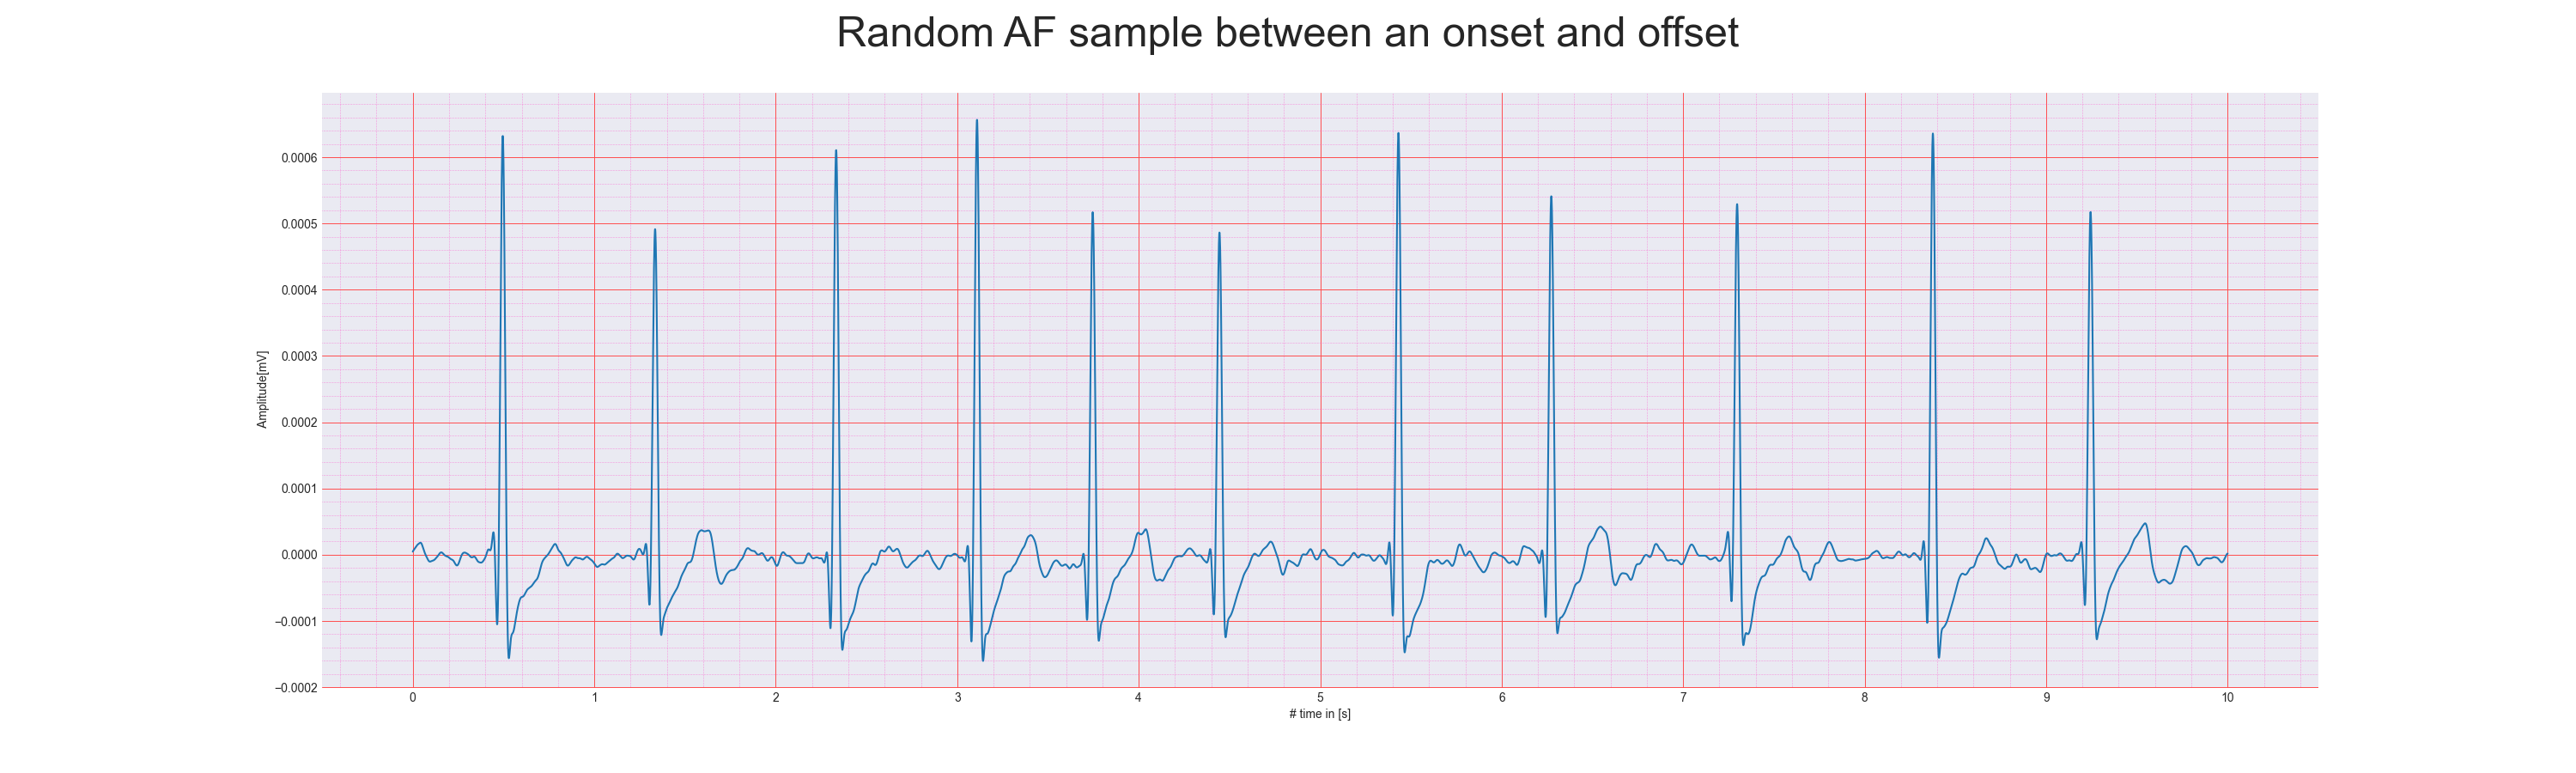 Random AF sample between an onset and offset
0.0006
0.0005
0.0004
0.0003
0.0002
0.0001
0.0000
−0.0001
−0.0002
Amplitude[mV]
0 1 2 3 4 5 6 7 8 9 10
# time in [s]